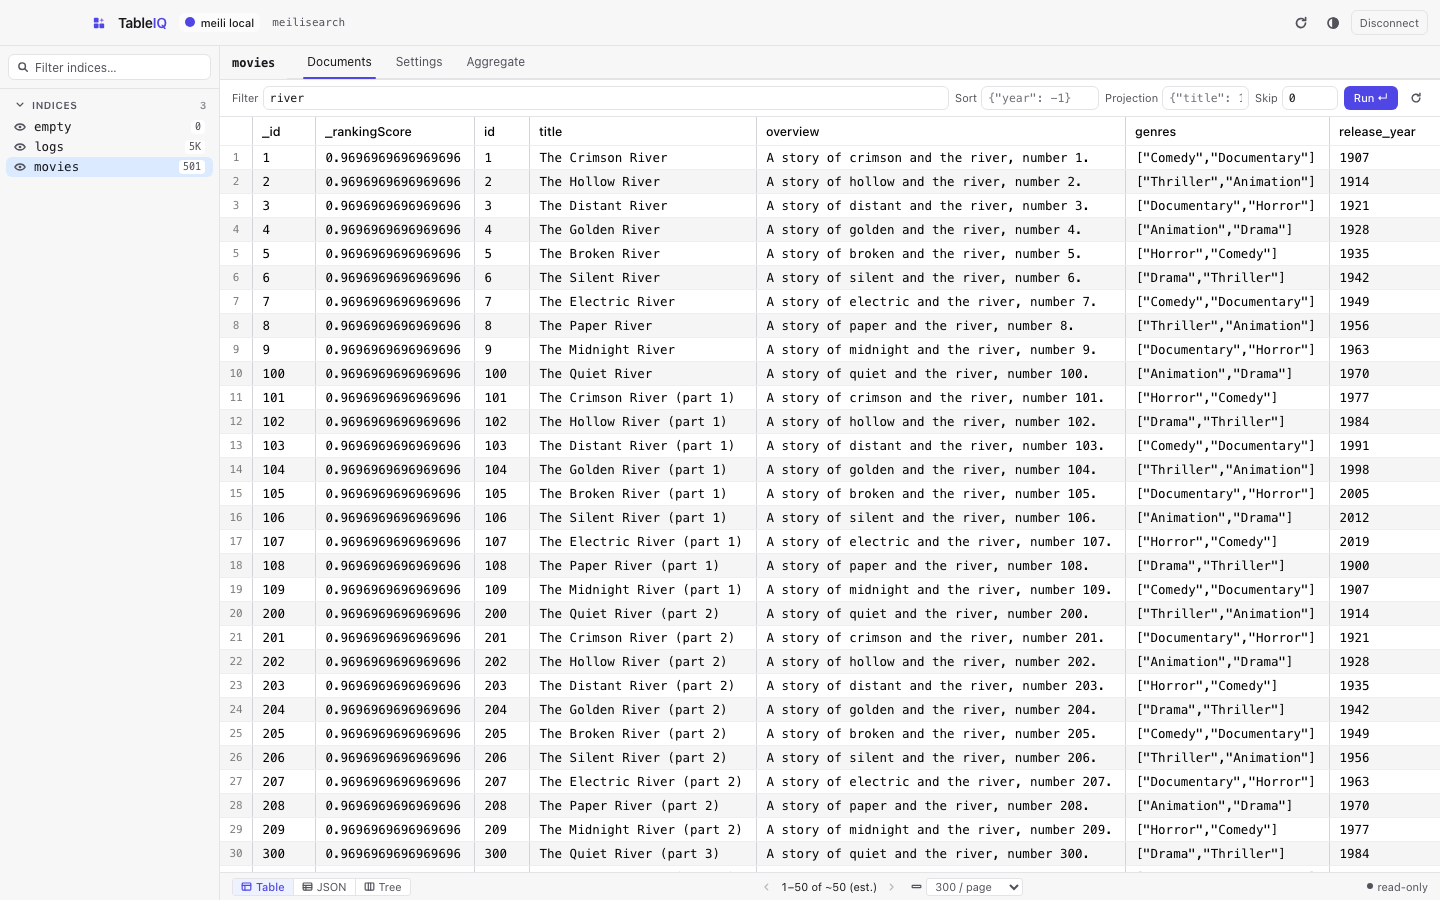 TableIQ meili local meilisearch Disconnect
Filter indices...
INDICES 3
empty 0
logs 5K
movies 501
movies Documents Settings Aggregate
Filter river Sort {"year": −1} Projection {"title": Skip 0 Run
_id _rankingScore id title overview genres release_year
1 1 0.9696969696969696 1 The Crimson River A story of crimson and the river, number 1. ["Comedy","Documentary"] 1907
2 2 0.9696969696969696 2 The Hollow River A story of hollow and the river, number 2. ["Thriller","Animation"] 1914
3 3 0.9696969696969696 3 The Distant River A story of distant and the river, number 3. ["Documentary","Horror"] 1921
4 4 0.9696969696969696 4 The Golden River A story of golden and the river, number 4. ["Animation","Drama"] 1928
5 5 0.9696969696969696 5 The Broken River A story of broken and the river, number 5. ["Horror","Comedy"] 1935
6 6 0.9696969696969696 6 The Silent River A story of silent and the river, number 6. ["Drama","Thriller"] 1942
7 7 0.9696969696969696 7 The Electric River A story of electric and the river, number 7. ["Comedy","Documentary"] 1949
8 8 0.9696969696969696 8 The Paper River A story of paper and the river, number 8. ["Thriller","Animation"] 1956
9 9 0.9696969696969696 9 The Midnight River A story of midnight and the river, number 9. ["Documentary","Horror"] 1963
10 100 0.9696969696969696 100 The Quiet River A story of quiet and the river, number 100. ["Animation","Drama"] 1970
11 101 0.9696969696969696 101 The Crimson River (part 1) A story of crimson and the river, number 101. ["Horror","Comedy"] 1977
12 102 0.9696969696969696 102 The Hollow River (part 1) A story of hollow and the river, number 102. ["Drama","Thriller"] 1984
13 103 0.9696969696969696 103 The Distant River (part 1) A story of distant and the river, number 103. ["Comedy","Documentary"] 1991
14 104 0.9696969696969696 104 The Golden River (part 1) A story of golden and the river, number 104. ["Thriller","Animation"] 1998
15 105 0.9696969696969696 105 The Broken River (part 1) A story of broken and the river, number 105. ["Documentary","Horror"] 2005
16 106 0.9696969696969696 106 The Silent River (part 1) A story of silent and the river, number 106. ["Animation","Drama"] 2012
17 107 0.9696969696969696 107 The Electric River (part 1) A story of electric and the river, number 107. ["Horror","Comedy"] 2019
18 108 0.9696969696969696 108 The Paper River (part 1) A story of paper and the river, number 108. ["Drama","Thriller"] 1900
19 109 0.9696969696969696 109 The Midnight River (part 1) A story of midnight and the river, number 109. ["Comedy","Documentary"] 1907
20 200 0.9696969696969696 200 The Quiet River (part 2) A story of quiet and the river, number 200. ["Thriller","Animation"] 1914
21 201 0.9696969696969696 201 The Crimson River (part 2) A story of crimson and the river, number 201. ["Documentary","Horror"] 1921
22 202 0.9696969696969696 202 The Hollow River (part 2) A story of hollow and the river, number 202. ["Animation","Drama"] 1928
23 203 0.9696969696969696 203 The Distant River (part 2) A story of distant and the river, number 203. ["Horror","Comedy"] 1935
24 204 0.9696969696969696 204 The Golden River (part 2) A story of golden and the river, number 204. ["Drama","Thriller"] 1942
25 205 0.9696969696969696 205 The Broken River (part 2) A story of broken and the river, number 205. ["Comedy","Documentary"] 1949
26 206 0.9696969696969696 206 The Silent River (part 2) A story of silent and the river, number 206. ["Thriller","Animation"] 1956
27 207 0.9696969696969696 207 The Electric River (part 2) A story of electric and the river, number 207. ["Documentary","Horror"] 1963
28 208 0.9696969696969696 208 The Paper River (part 2) A story of paper and the river, number 208. ["Animation","Drama"] 1970
29 209 0.9696969696969696 209 The Midnight River (part 2) A story of midnight and the river, number 209. ["Horror","Comedy"] 1977
30 300 0.9696969696969696 300 The Quiet River (part 3) A story of quiet and the river, number 300. ["Drama","Thriller"] 1984
Table JSON Tree 1–50 of ~50 (est.) 300 / page read-only